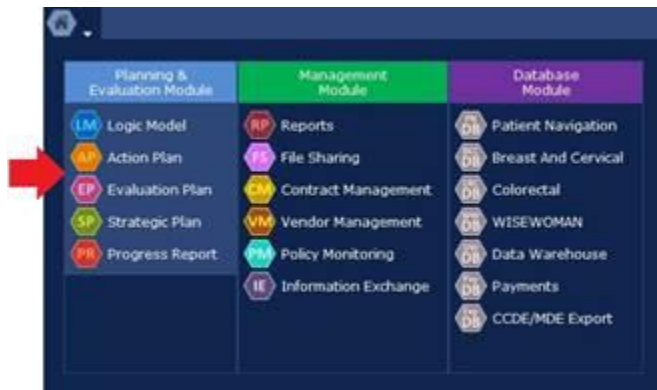 Planning &
Evaluation Module
LM Logic Model
AP Action Plan
EP Evaluation Plan
SP Strategic Plan
PR Progress Report
Management
Module
RP Reports
FS File Sharing
CM Contract Management
VM Vendor Management
PM Policy Monitoring
IE Information Exchange
Database
Module
DB Patient Navigation
DB Breast And Cervical
DB Colorectal
DB WISEWOMAN
DB Data Warehouse
DB Payments
DB CCDE/MDE Export